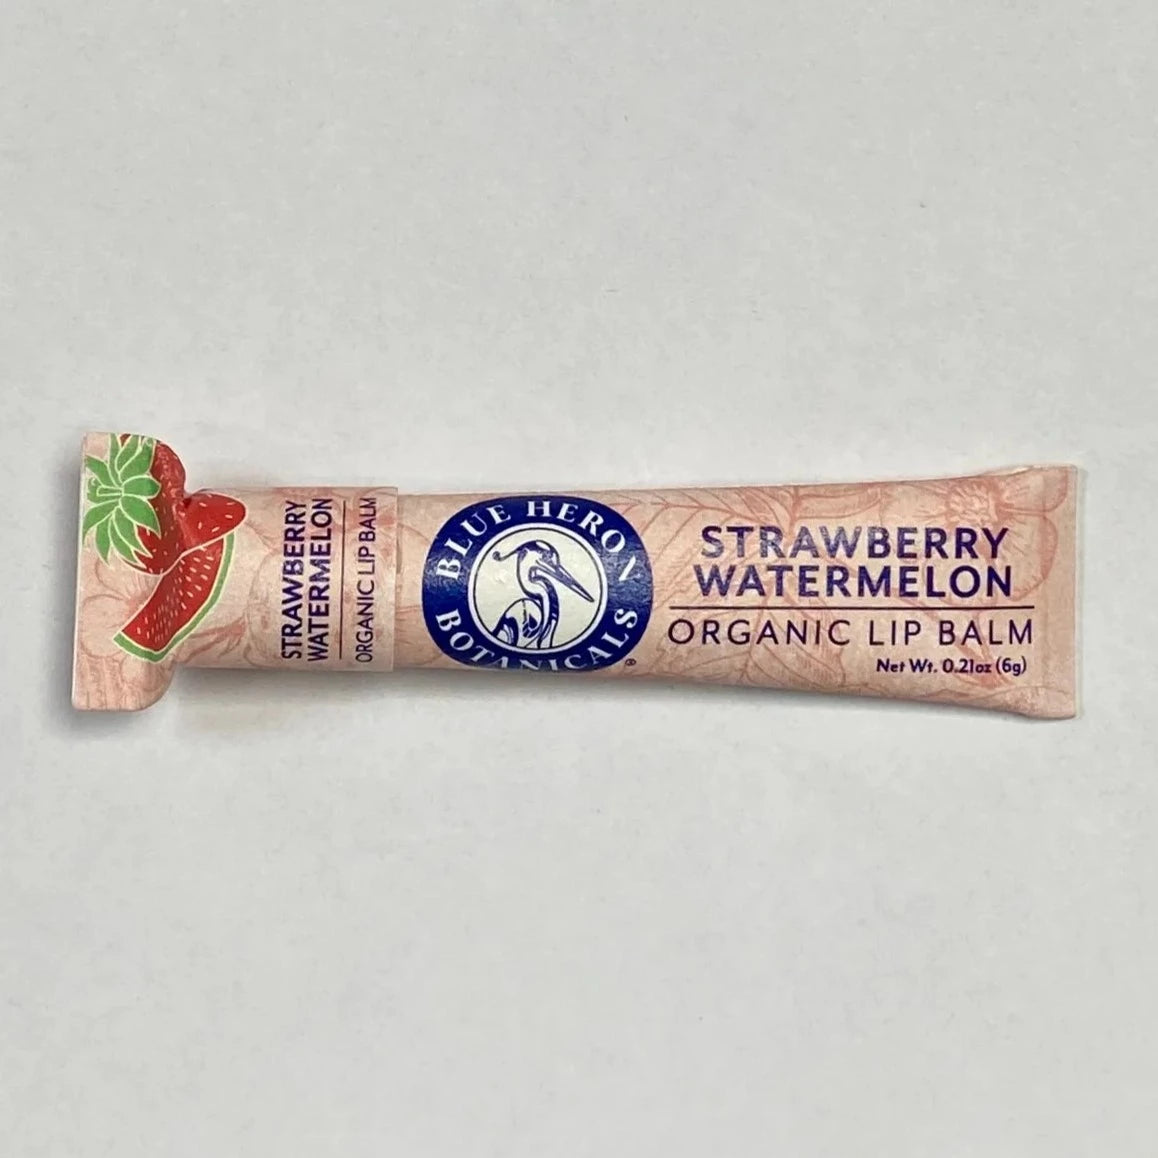 STRAWBERRY
WATERMELON
ORGANIC LIP BALM
BLUE HERON
BOTANICALS
®
STRAWBERRY
WATERMELON
ORGANIC LIP BALM
Net Wt. 0.21oz (6g)